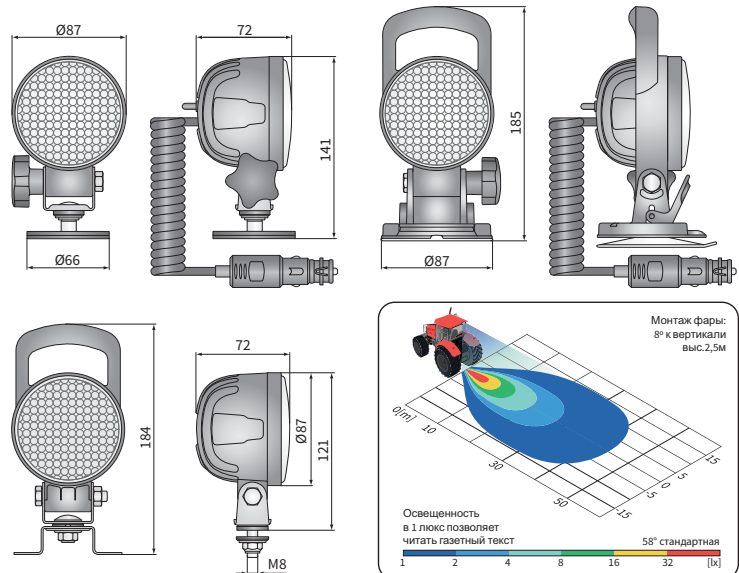 Ø87
72
141
Ø66
185
Ø87
184
72
Ø87
121
M8
Монтаж фары:
8º к вертикали
выс.2,5м
0[m]
10
30
50
15
5
0
-5
-15
Освещенность
в 1 люкс позволяет
читать газетный текст
58° стандартная
1 2 4 8 16 32 [lx]